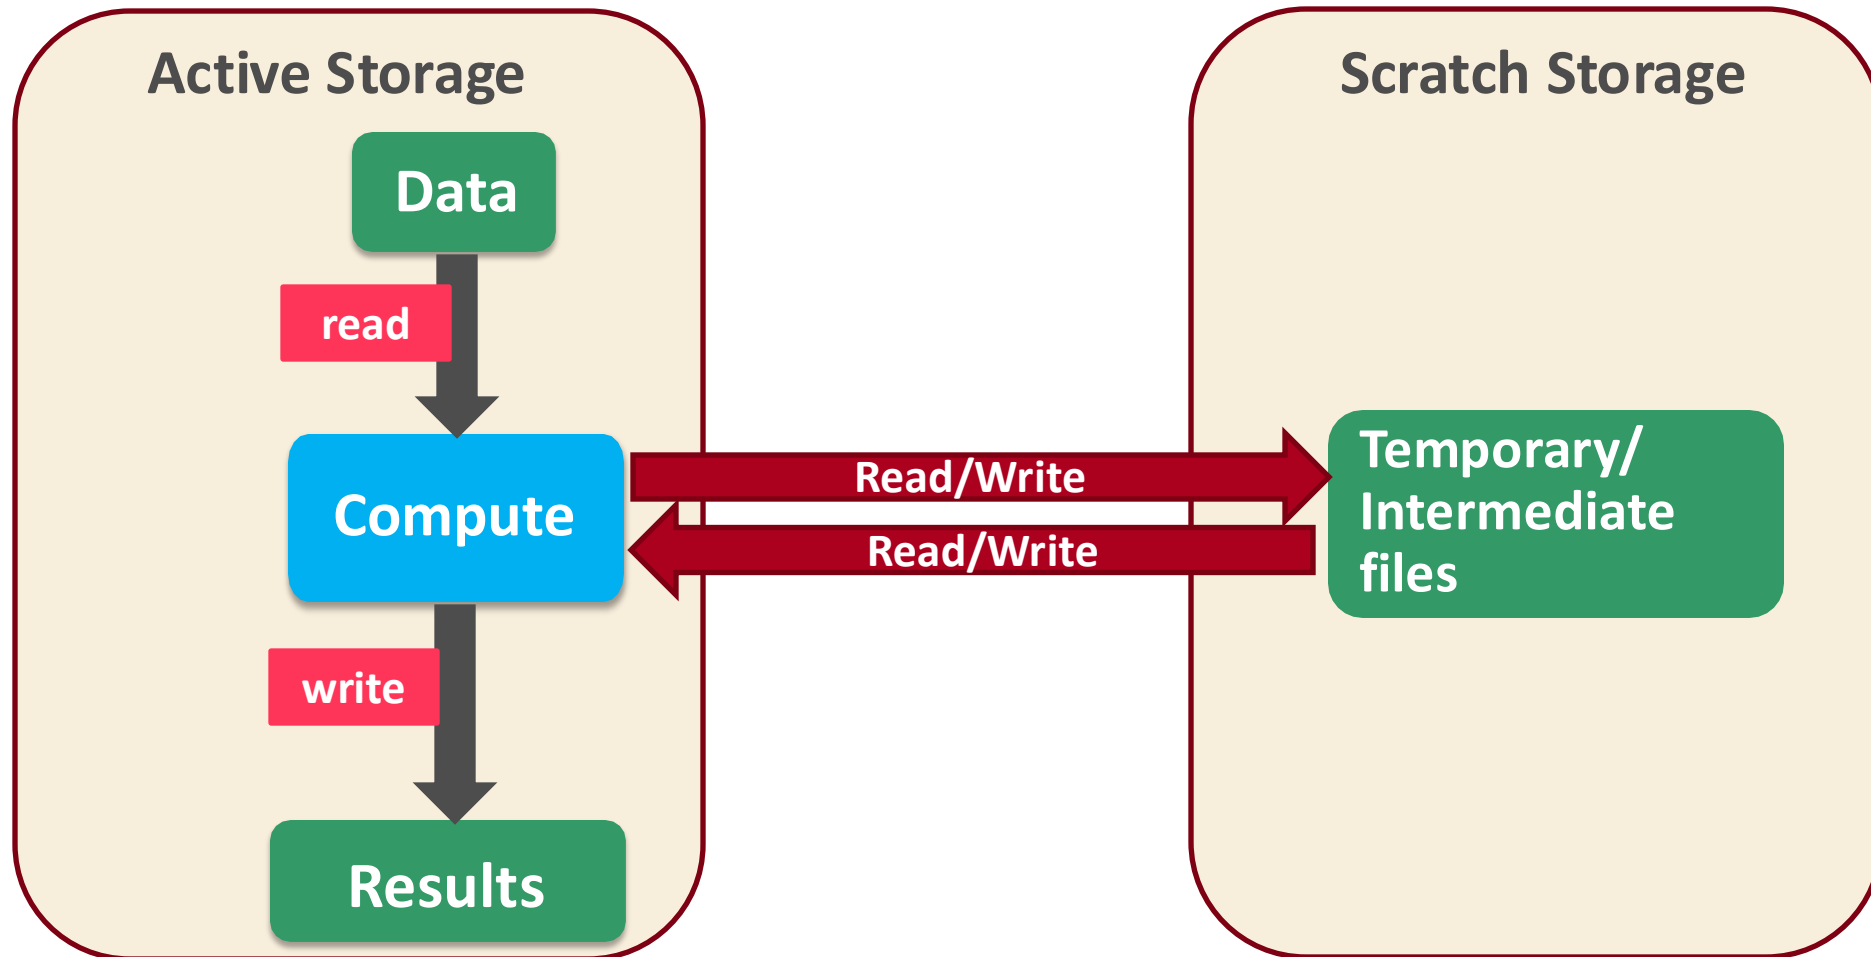 Active Storage
Data
read
Compute
write
Results
Read/Write
Read/Write
Scratch Storage
Temporary/
Intermediate
files